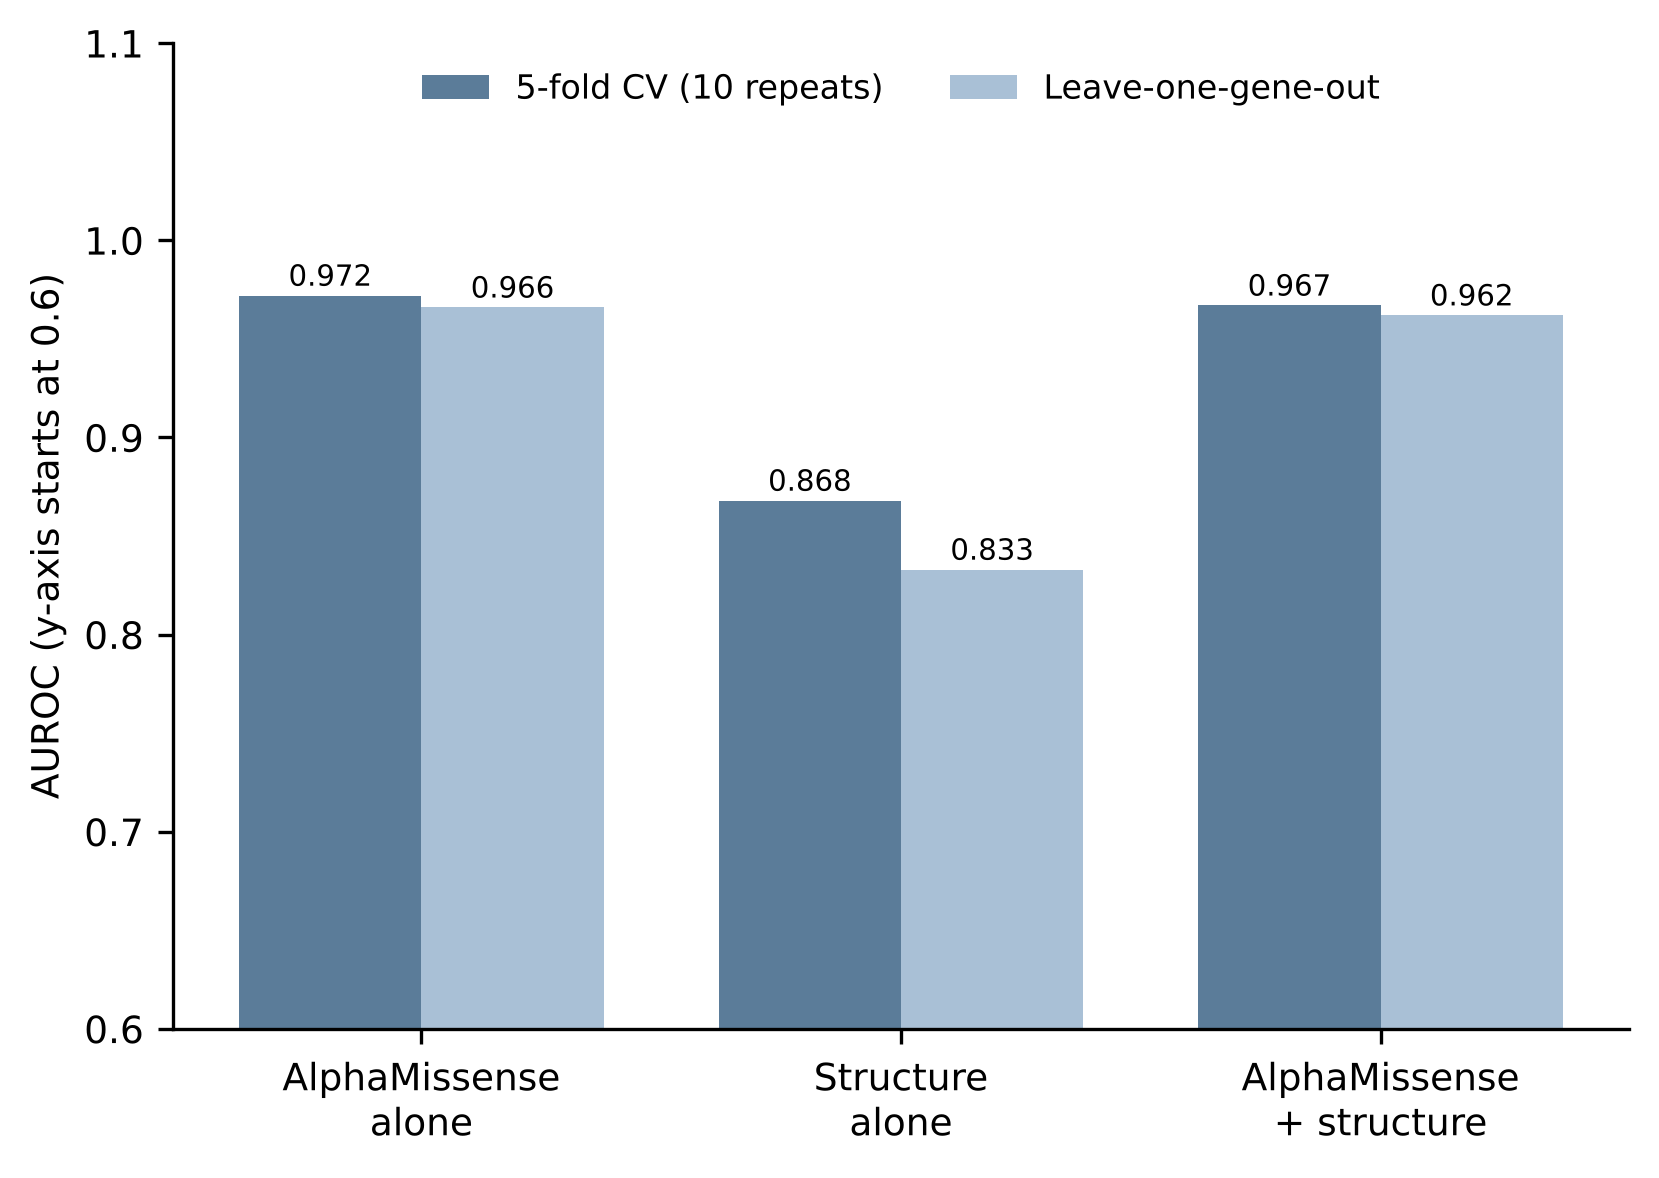 5-fold CV (10 repeats)
Leave-one-gene-out
AUROC (y-axis starts at 0.6)
1.1
1.0
0.9
0.8
0.7
0.6
0.972
0.966
0.868
0.833
0.967
0.962
AlphaMissense
alone
Structure
alone
AlphaMissense
+ structure